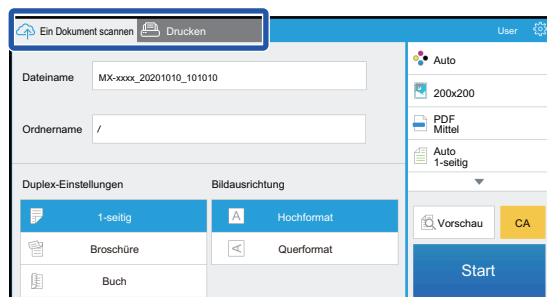 Ein Dokument scannen
Drucken
User
Dateiname
MX-xxxx_20201010_101010
Ordnername
/
Duplex-Einstellungen
Bildausrichtung
1-seitig
Hochformat
Broschüre
Querformat
Buch
Auto
200x200
PDF
Mittel
Auto
1-seitig
Vorschau
CA
Start